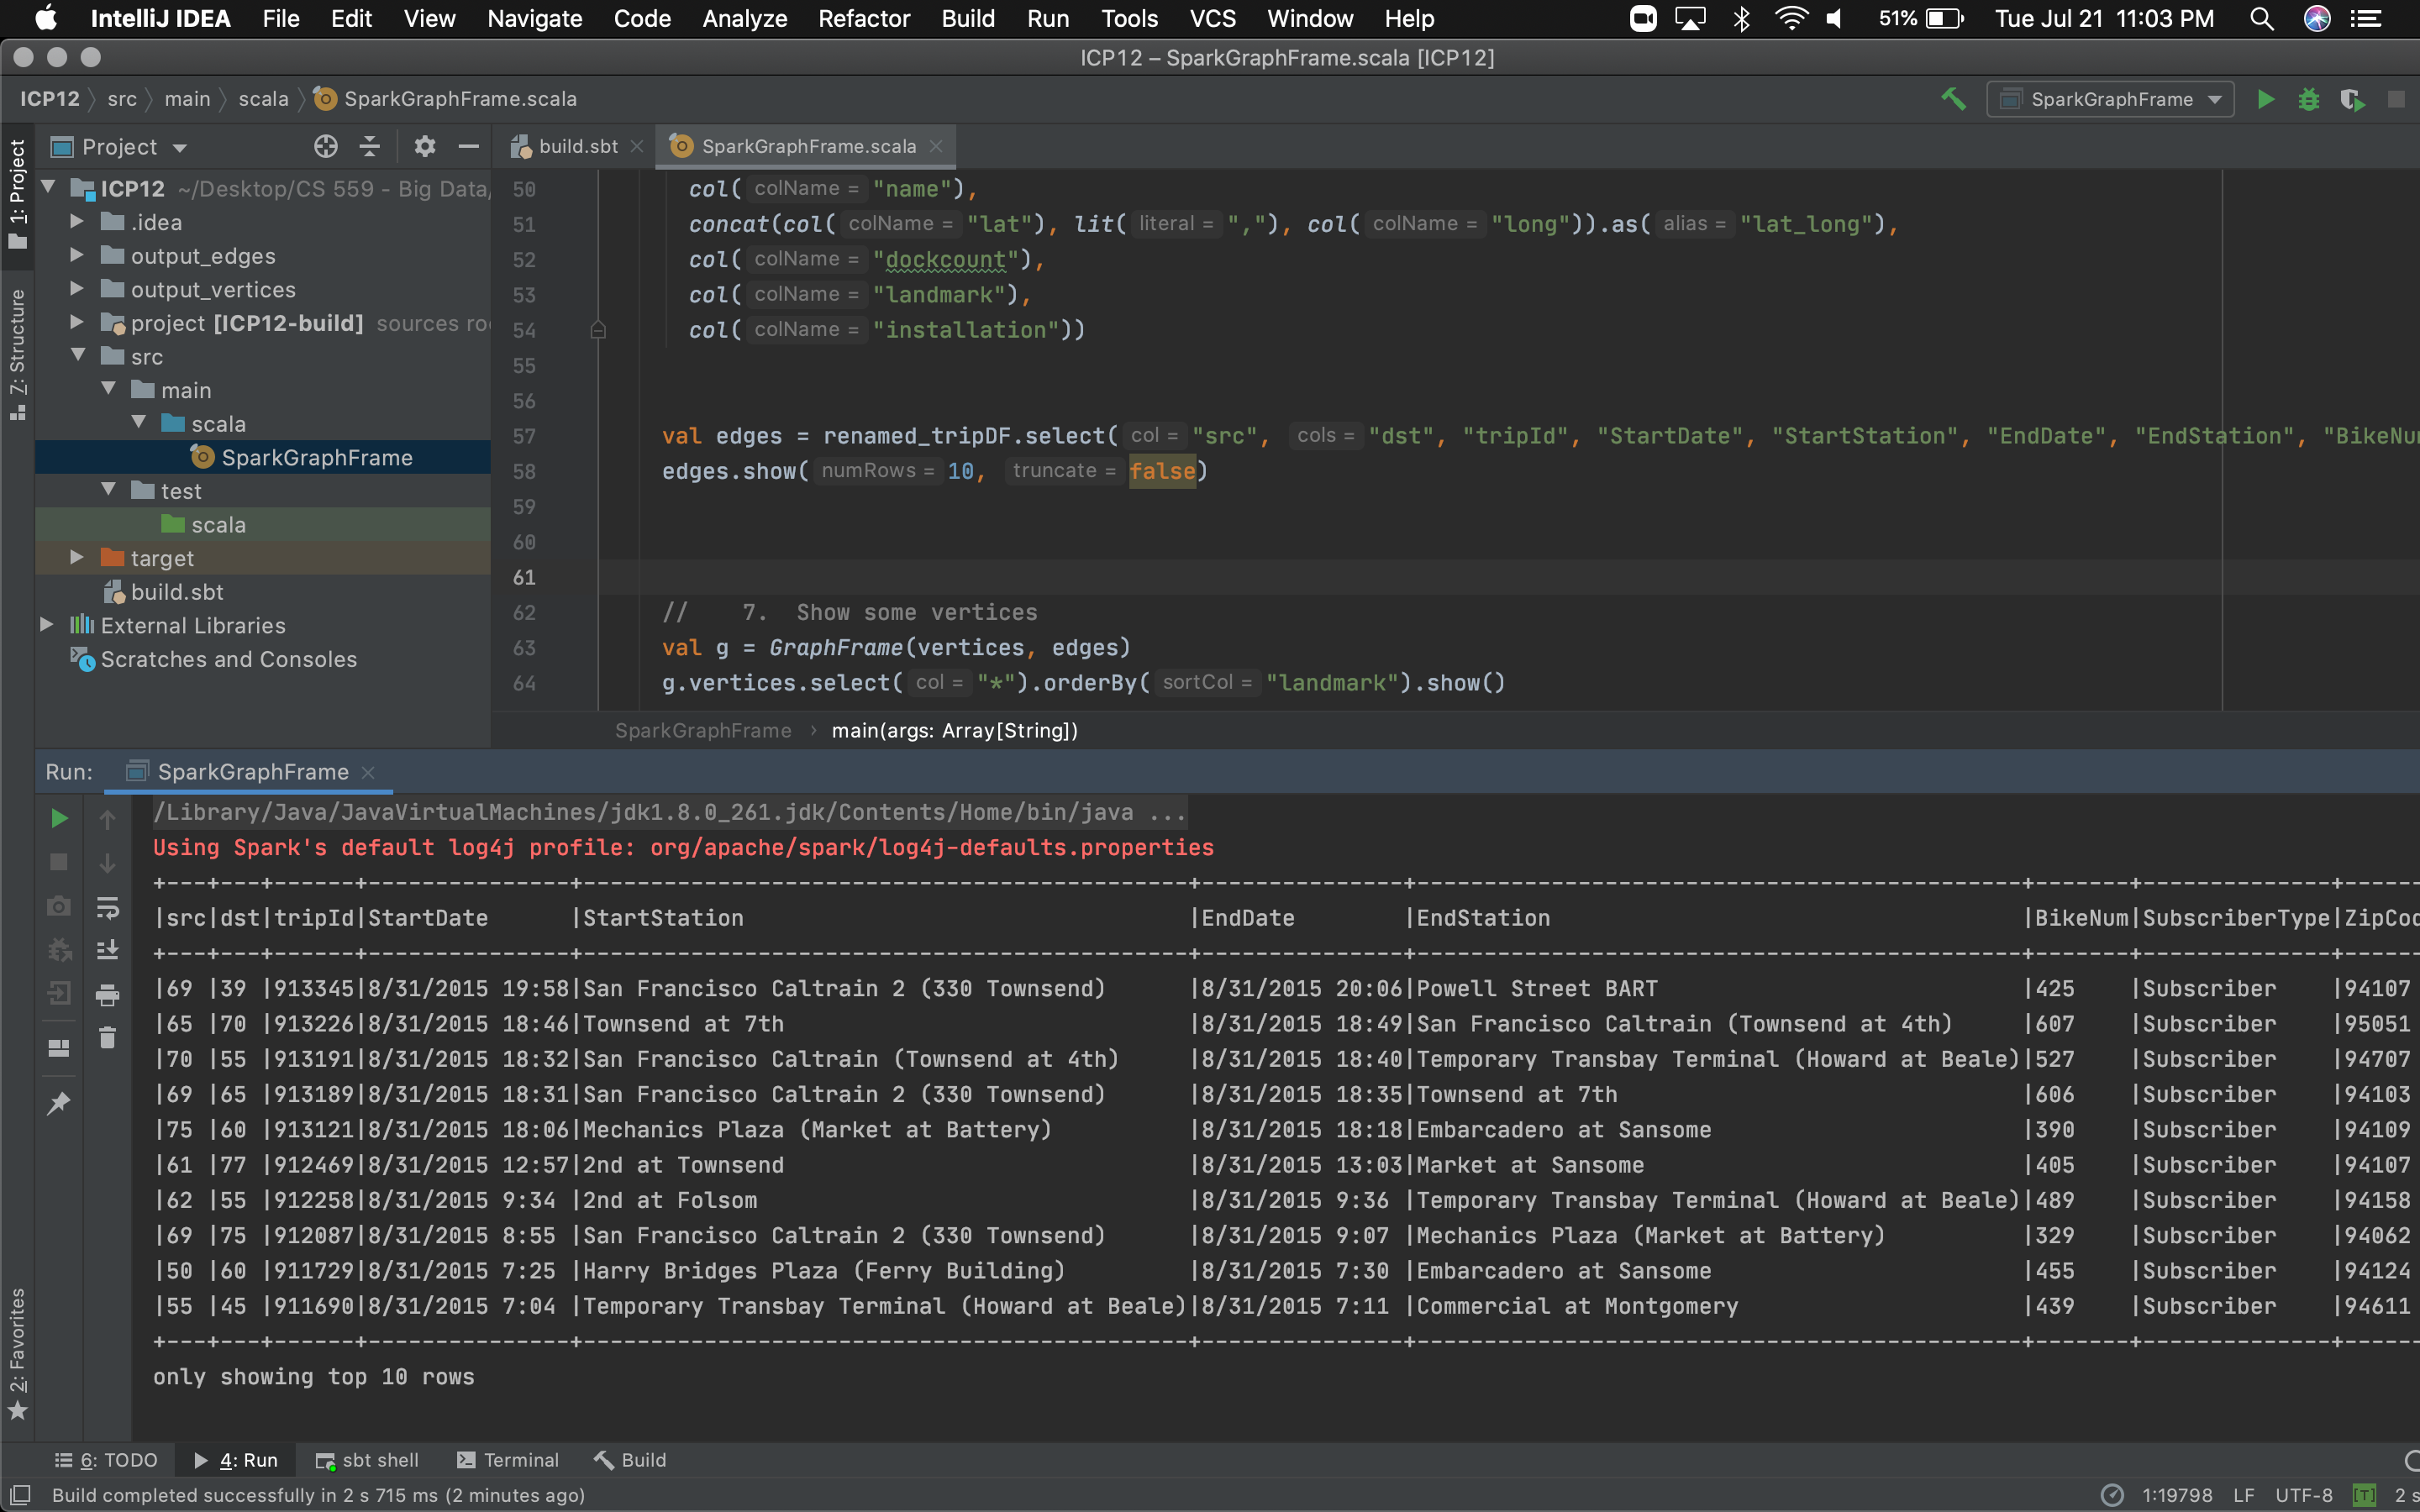 IntelliJ IDEA File Edit View Navigate Code Analyze Refactor Build Run Tools VCS Window Help 51% Tue Jul 21 11:03 PM
ICP12 – SparkGraphFrame.scala [ICP12]
ICP12 src main scala SparkGraphFrame.scala SparkGraphFrame
Project build.sbt SparkGraphFrame.scala
1: Project
Z: Structure
2: Favorites
ICP12 ~/Desktop/CS 559 - Big Data/
.idea
output_edges
output_vertices
project [ICP12-build] sources ro
src
main
scala
SparkGraphFrame
test
scala
target
build.sbt
External Libraries
Scratches and Consoles
50 col( colName = "name"),
51 concat(col( colName = "lat"), lit( literal = ","), col( colName = "long")).as( alias = "lat_long"),
52 col( colName = "dockcount"),
53 col( colName = "landmark"),
54 col( colName = "installation"))
55
56
57 val edges = renamed_tripDF.select( col = "src", cols = "dst", "tripId", "StartDate", "StartStation", "EndDate", "EndStation", "BikeNu
58 edges.show( numRows = 10, truncate = false)
59
60
61
62 // 7. Show some vertices
63 val g = GraphFrame(vertices, edges)
64 g.vertices.select( col = "*").orderBy( sortCol = "landmark").show()
SparkGraphFrame › main(args: Array[String])
Run: SparkGraphFrame
/Library/Java/JavaVirtualMachines/jdk1.8.0_261.jdk/Contents/Home/bin/java ...
Using Spark's default log4j profile: org/apache/spark/log4j-defaults.properties
+---+---+------+---------------+---------------------------------------------+---------------+---------------------------------------------+-------+--------------+------
|src|dst|tripId|StartDate |StartStation |EndDate |EndStation |BikeNum|SubscriberType|ZipCod
+---+---+------+---------------+---------------------------------------------+---------------+---------------------------------------------+-------+--------------+------
|69 |39 |913345|8/31/2015 19:58|San Francisco Caltrain 2 (330 Townsend) |8/31/2015 20:06|Powell Street BART |425 |Subscriber |94107
|65 |70 |913226|8/31/2015 18:46|Townsend at 7th |8/31/2015 18:49|San Francisco Caltrain (Townsend at 4th) |607 |Subscriber |95051
|70 |55 |913191|8/31/2015 18:32|San Francisco Caltrain (Townsend at 4th) |8/31/2015 18:40|Temporary Transbay Terminal (Howard at Beale)|527 |Subscriber |94707
|69 |65 |913189|8/31/2015 18:31|San Francisco Caltrain 2 (330 Townsend) |8/31/2015 18:35|Townsend at 7th |606 |Subscriber |94103
|75 |60 |913121|8/31/2015 18:06|Mechanics Plaza (Market at Battery) |8/31/2015 18:18|Embarcadero at Sansome |390 |Subscriber |94109
|61 |77 |912469|8/31/2015 12:57|2nd at Townsend |8/31/2015 13:03|Market at Sansome |405 |Subscriber |94107
|62 |55 |912258|8/31/2015 9:34 |2nd at Folsom |8/31/2015 9:36 |Temporary Transbay Terminal (Howard at Beale)|489 |Subscriber |94158
|69 |75 |912087|8/31/2015 8:55 |San Francisco Caltrain 2 (330 Townsend) |8/31/2015 9:07 |Mechanics Plaza (Market at Battery) |329 |Subscriber |94062
|50 |60 |911729|8/31/2015 7:25 |Harry Bridges Plaza (Ferry Building) |8/31/2015 7:30 |Embarcadero at Sansome |455 |Subscriber |94124
|55 |45 |911690|8/31/2015 7:04 |Temporary Transbay Terminal (Howard at Beale)|8/31/2015 7:11 |Commercial at Montgomery |439 |Subscriber |94611
+---+---+------+---------------+---------------------------------------------+---------------+---------------------------------------------+-------+--------------+------
only showing top 10 rows
6: TODO 4: Run sbt shell Terminal Build
Build completed successfully in 2 s 715 ms (2 minutes ago) 1:19798 LF UTF-8 [T] 2 s